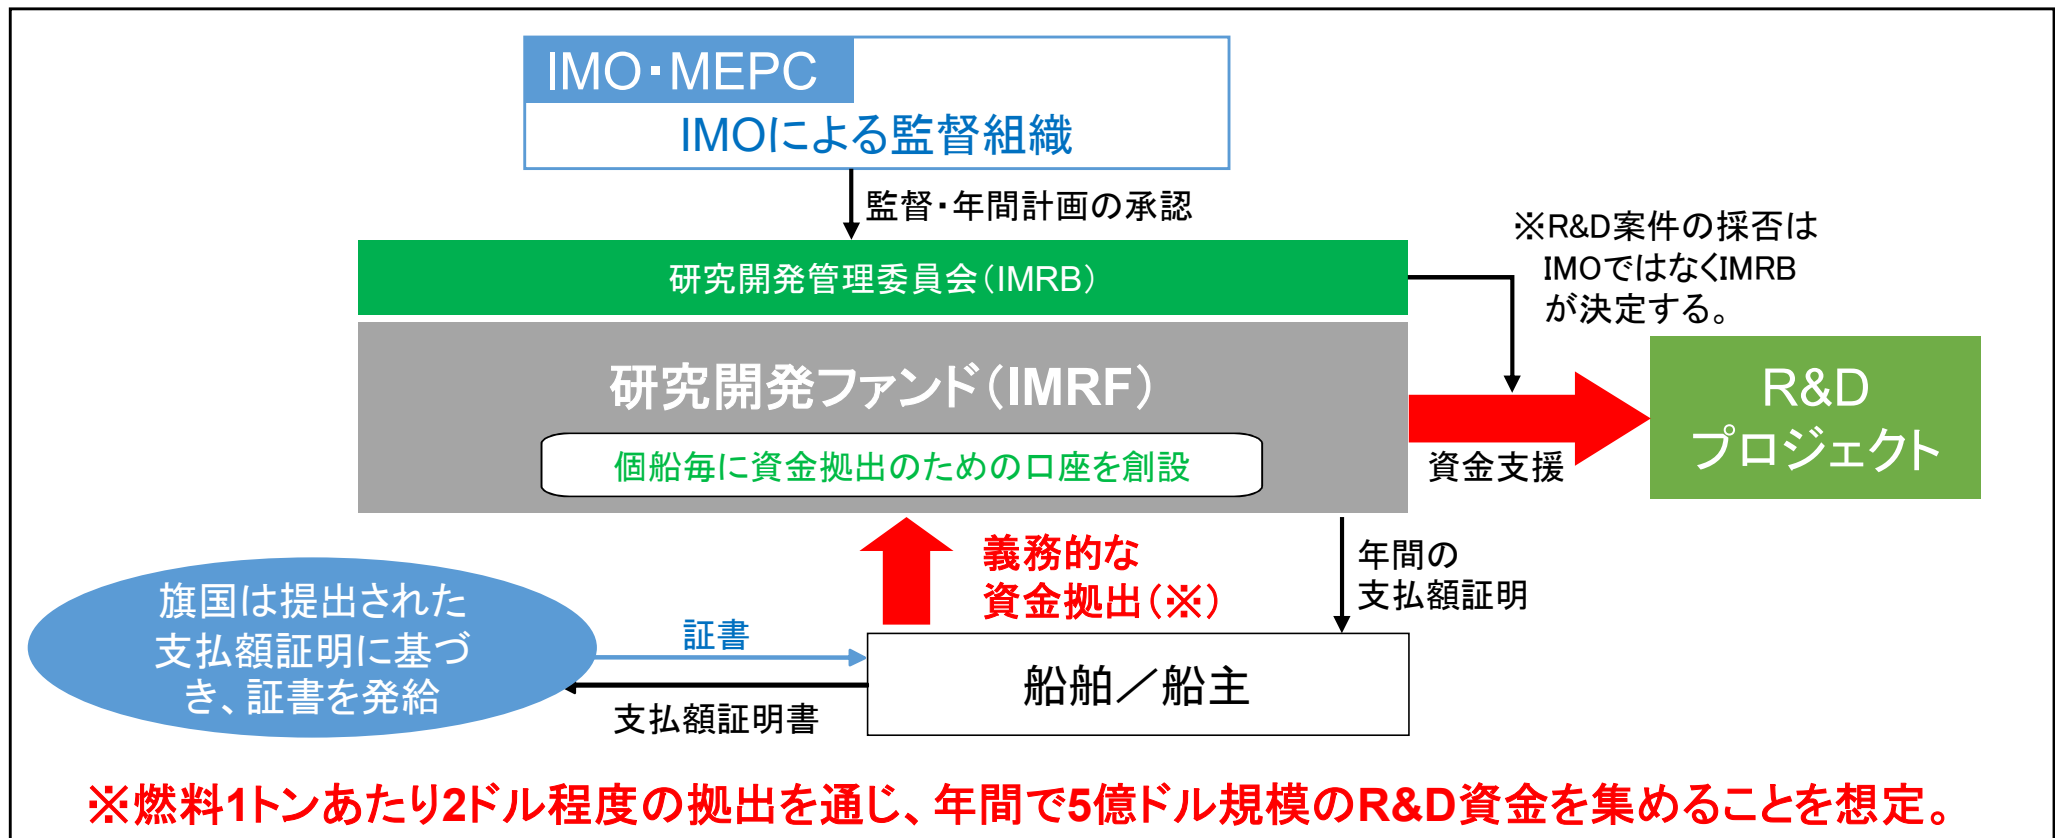 IMO・MEPC
IMOによる監督組織
監督・年間計画の承認
※R&D案件の採否は
IMOではなくIMRB
が決定する。
研究開発管理委員会（IMRB）
研究開発ファンド（IMRF）
個船毎に資金拠出のための口座を創設
資金支援
R&D
プロジェクト
義務的な
資金拠出（※）
年間の
支払額証明
旗国は提出された
支払額証明に基づ
き、証書を発給
証書
支払額証明書
船舶／船主
※燃料1トンあたり2ドル程度の拠出を通じ、年間で5億ドル規模のR&D資金を集めることを想定。